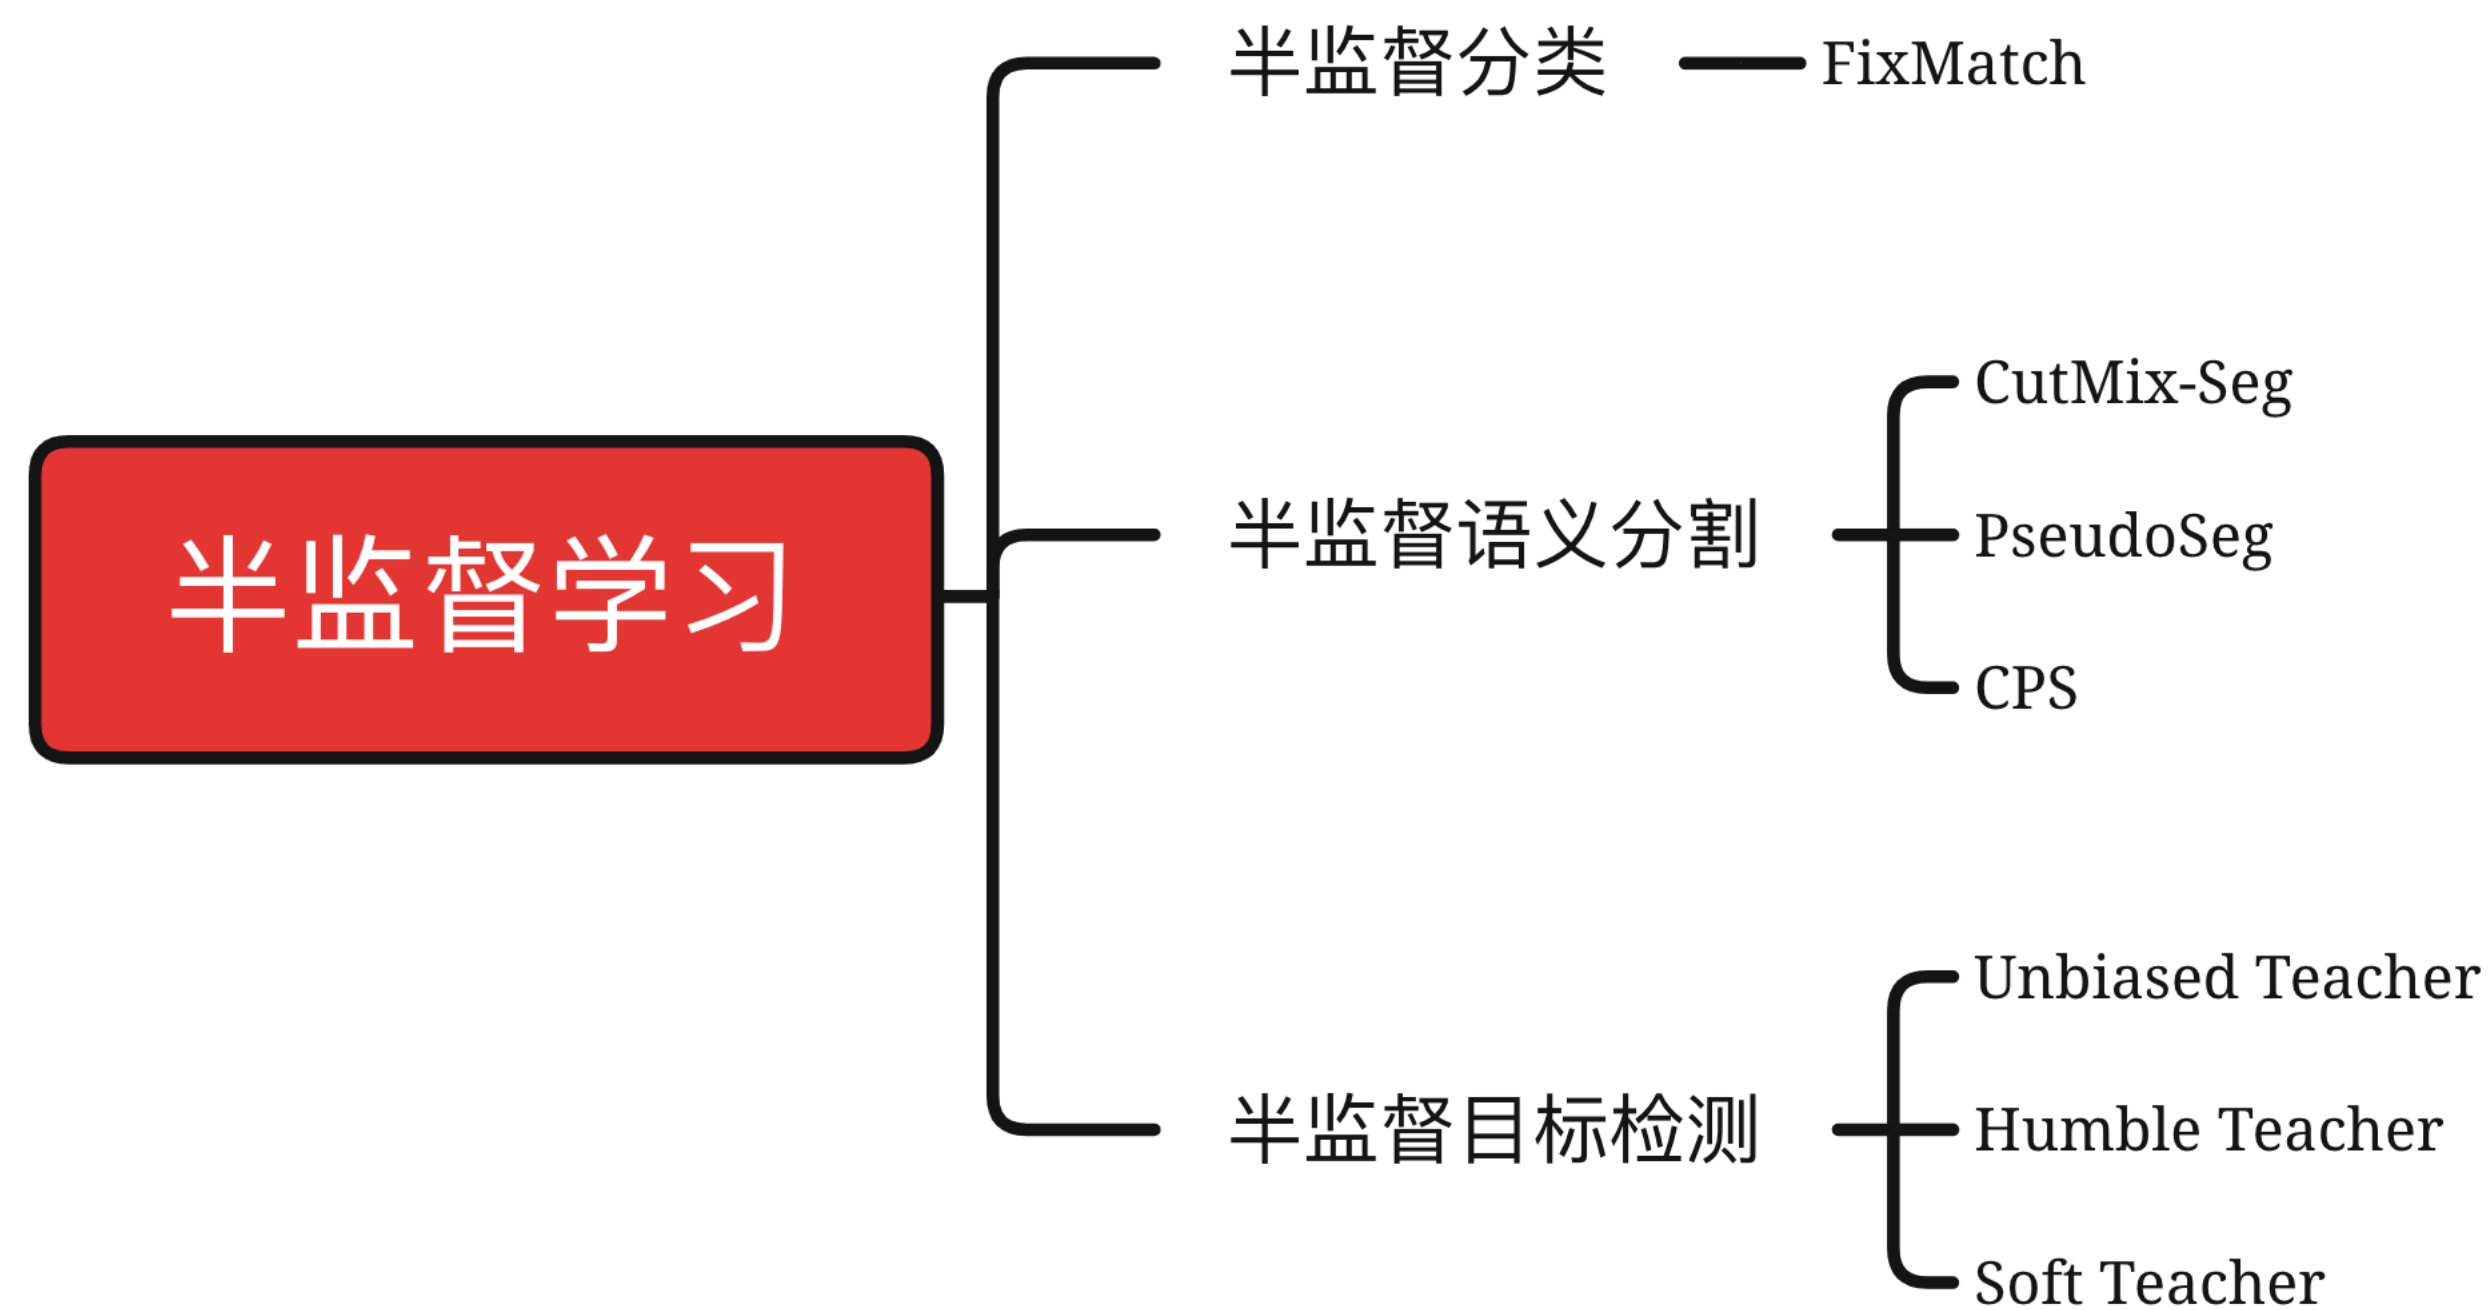 半监督学习
半监督分类
FixMatch
半监督语义分割
CutMix-Seg
PseudoSeg
CPS
半监督目标检测
Unbiased Teacher
Humble Teacher
Soft Teacher